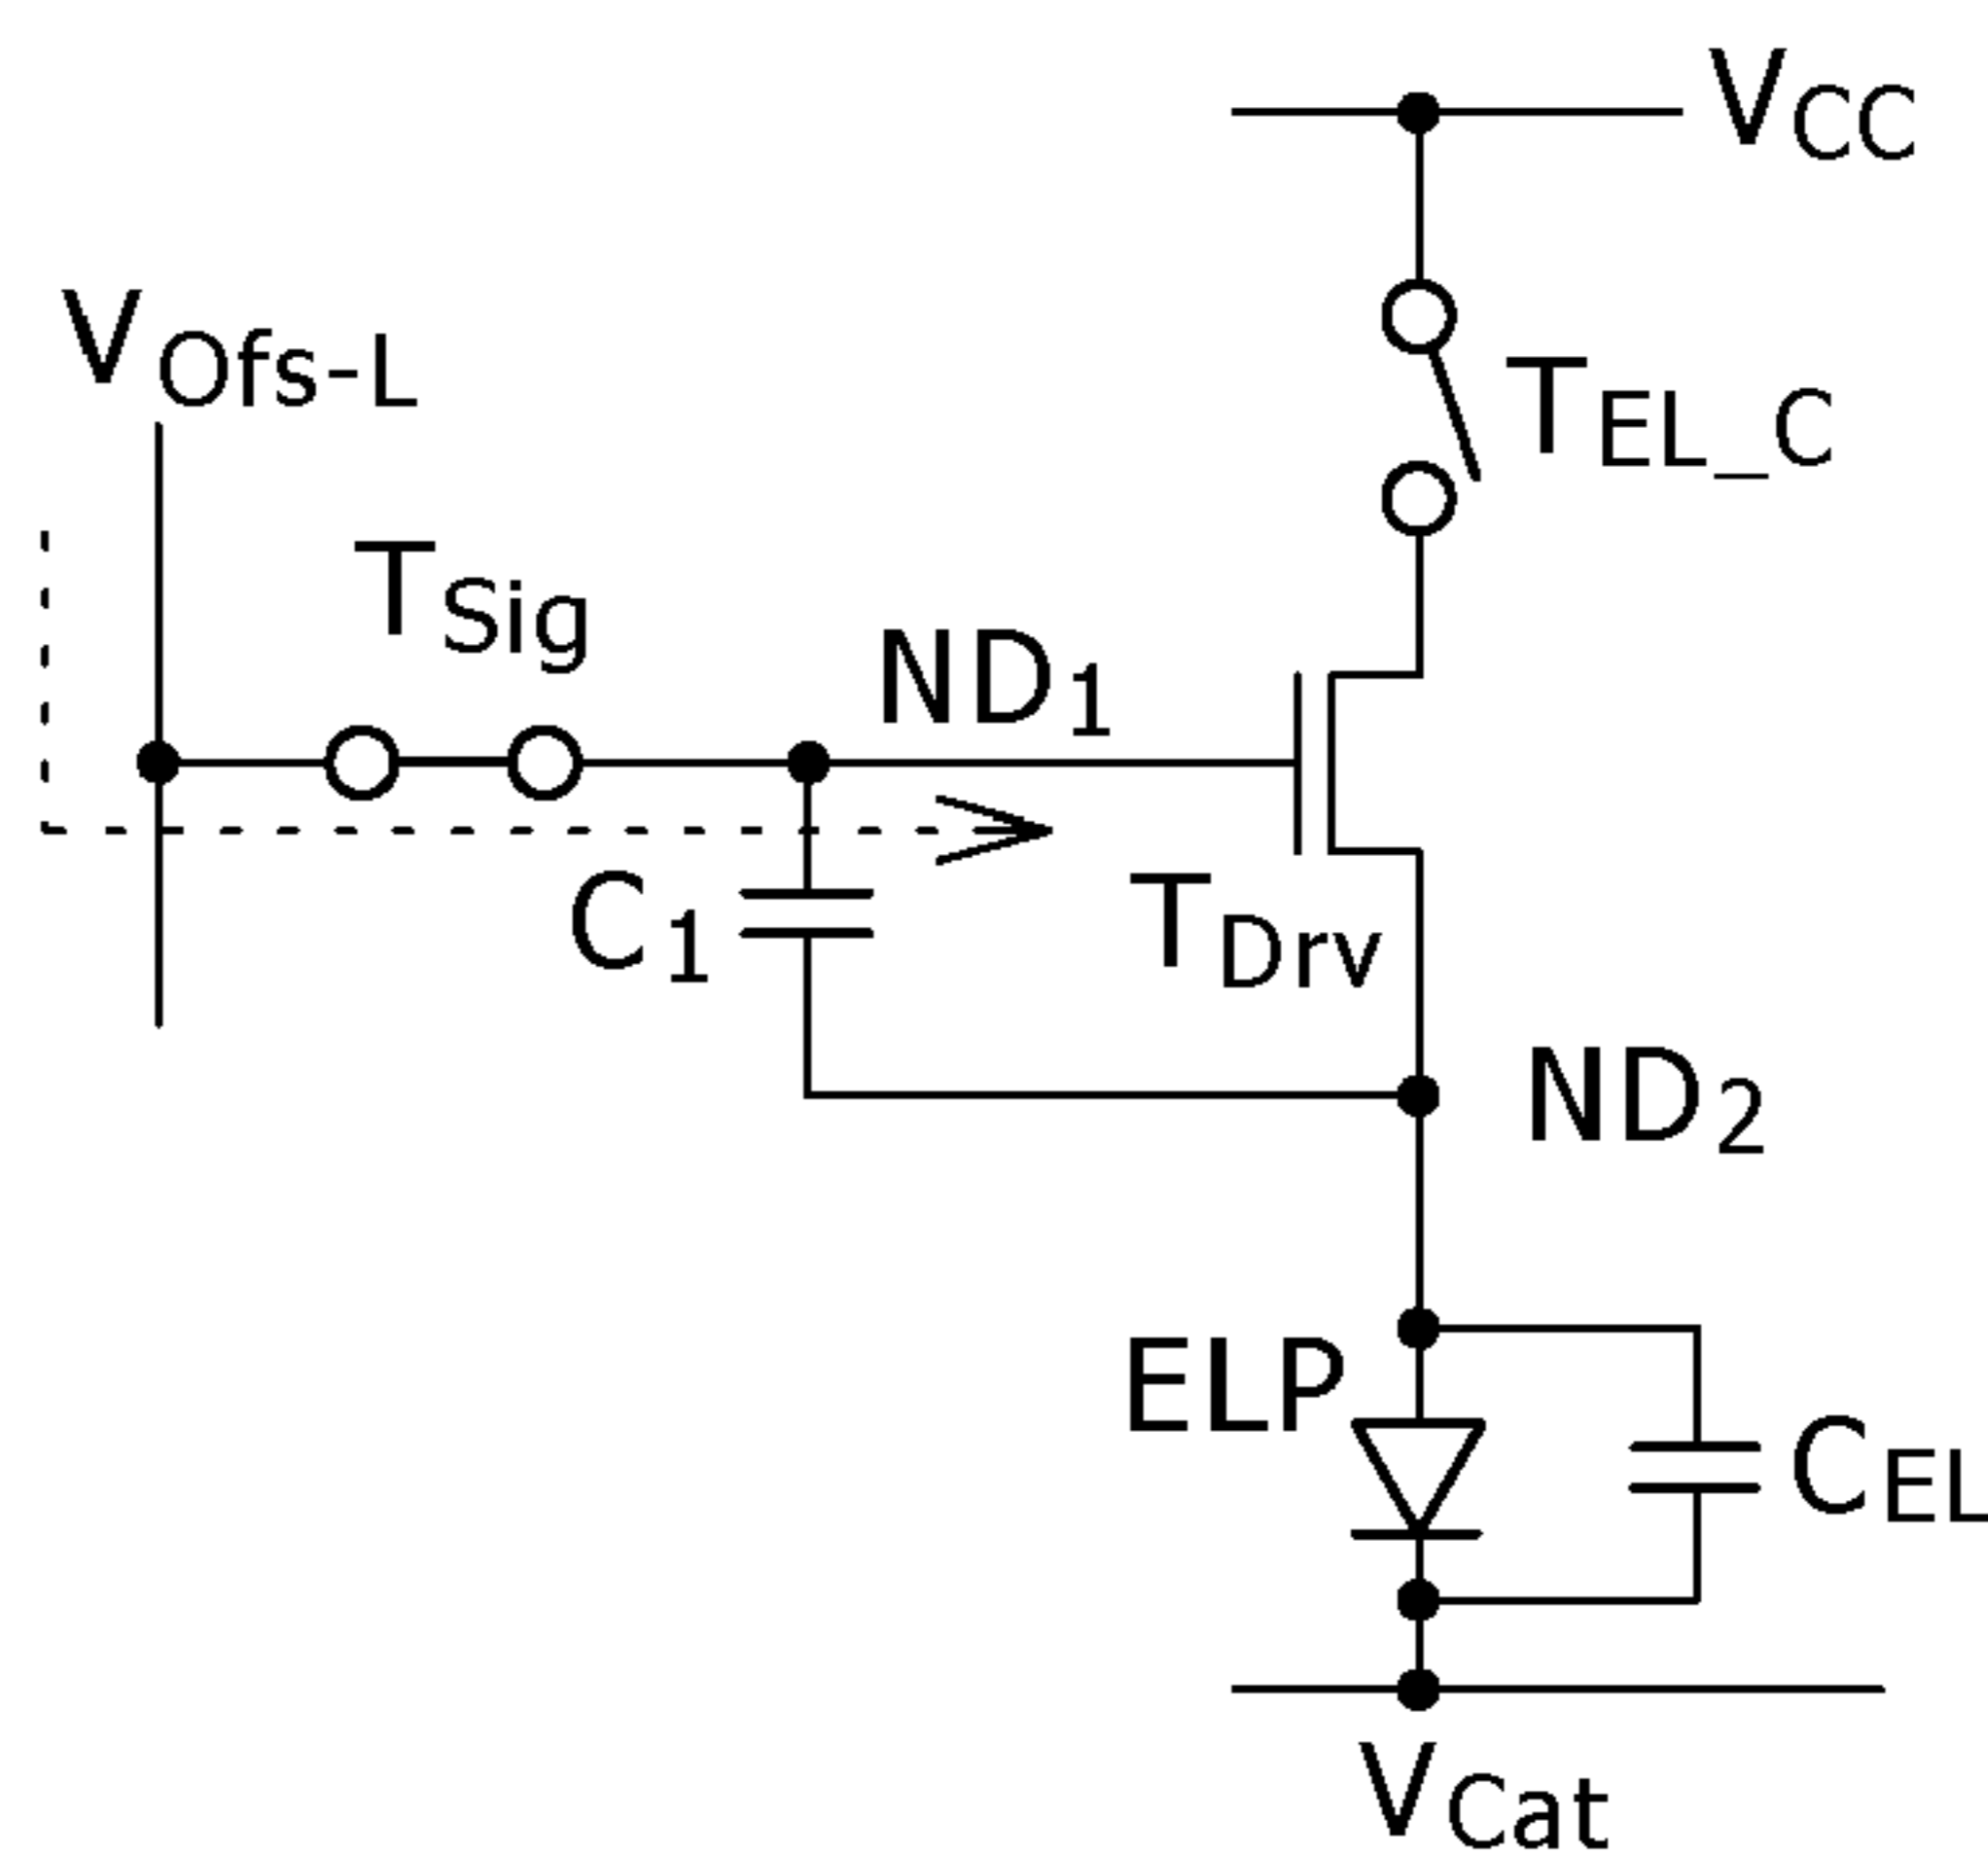 VCC
VOfs-L
TEL_C
TSig
ND1
C1
TDrv
ND2
ELP
CEL
VCat